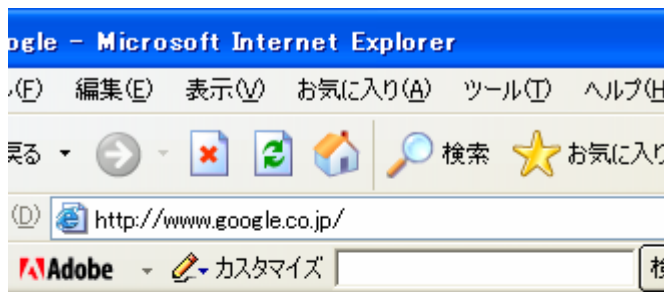 ogle - Microsoft Internet Explorer
(F) 編集(E) 表示(V) お気に入り(A) ツール(T) ヘルプ(H
戻る 検索 お気に入り
(D) http://www.google.co.jp/
Adobe カスタマイズ 検